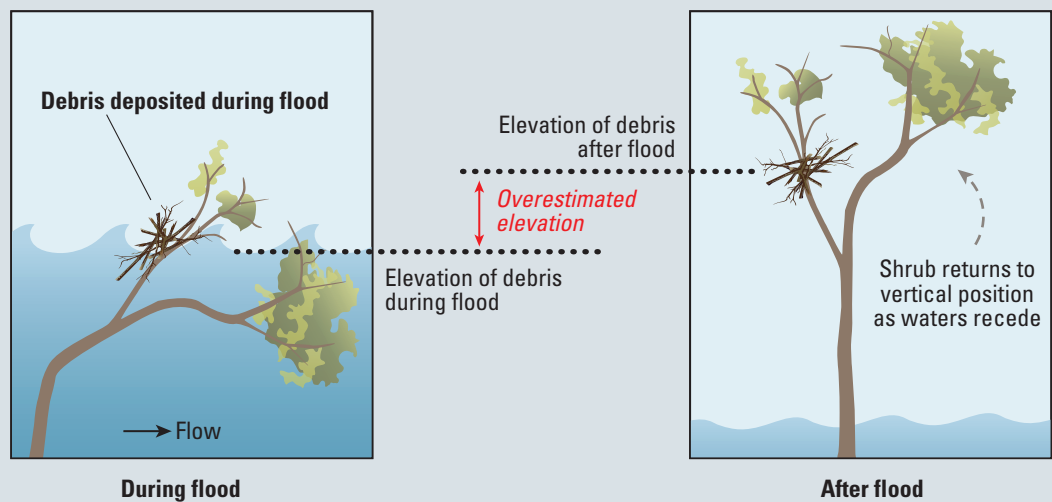 Debris deposited during flood
Flow
During flood
Elevation of debris
after flood
Overestimated
elevation
Elevation of debris
during flood
Shrub returns to
vertical position
as waters recede
After flood